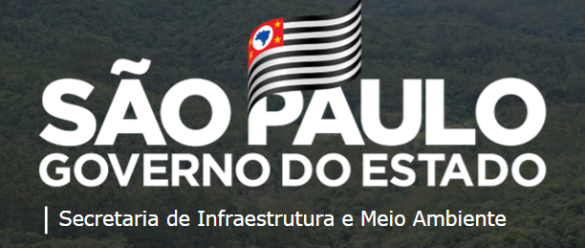 SÃO PAULO
GOVERNO DO ESTADO
Secretaria de Infraestrutura e Meio Ambiente